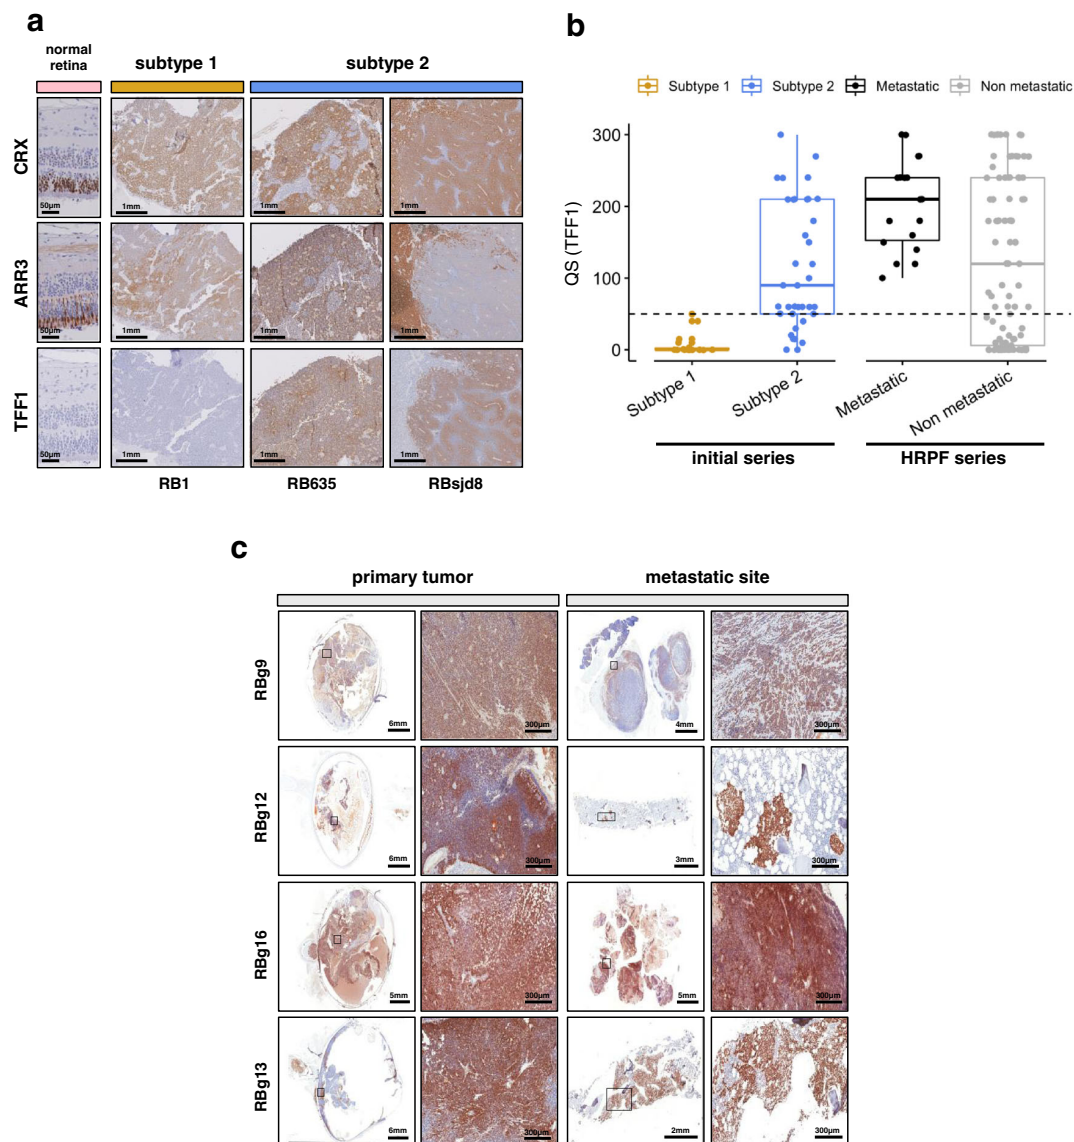 a
normal
retina
subtype 1
subtype 2
CRX
50µm
1mm
1mm
1mm
ARR3
50µm
1mm
1mm
1mm
TFF1
50µm
1mm
1mm
1mm
RB1
RB635
RBsjd8
b
Subtype 1
Subtype 2
Metastatic
Non metastatic
QS (TFF1)
300
200
100
0
Subtype 1
Subtype 2
Metastatic
Non metastatic
initial series
HRPF series
c
primary tumor
metastatic site
RBg9
6mm
300µm
4mm
300µm
RBg12
6mm
300µm
3mm
300µm
RBg16
5mm
300µm
5mm
300µm
RBg13
6mm
300µm
2mm
300µm